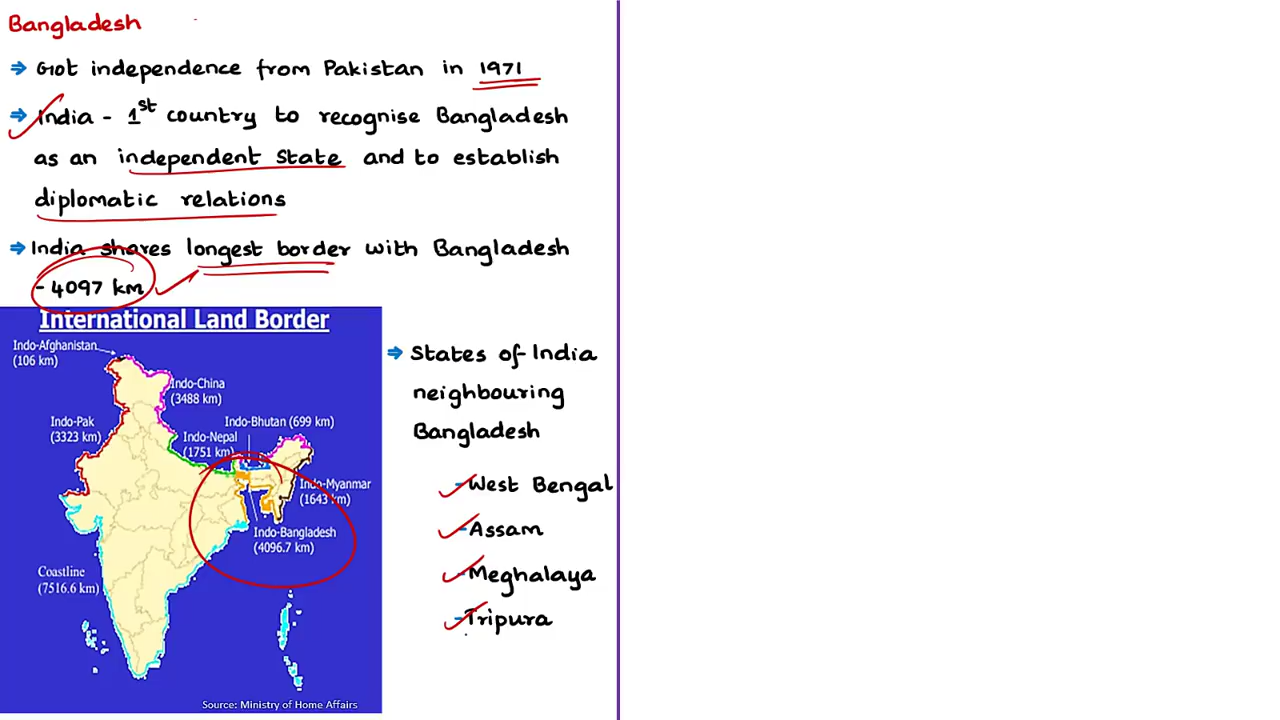 Bangladesh
⇒ Got independence from Pakistan in 1971
⇒ India - 1st country to recognise Bangladesh
as an independent State and to establish
diplomatic relations
⇒ India shares longest border with Bangladesh
- 4097 km
International Land Border
Indo-Afghanistan
(106 km)
Indo-China
(3488 km)
Indo-Pak
(3323 km)
Indo-Bhutan (699 km)
Indo-Nepal
(1751 km)
Indo-Myanmar
(1643 km)
Indo-Bangladesh
(4096.7 km)
Coastline
(7516.6 km)
Source: Ministry of Home Affairs
⇒ States of India
neighbouring
Bangladesh
- West Bengal
- Assam
- Meghalaya
- Tripura